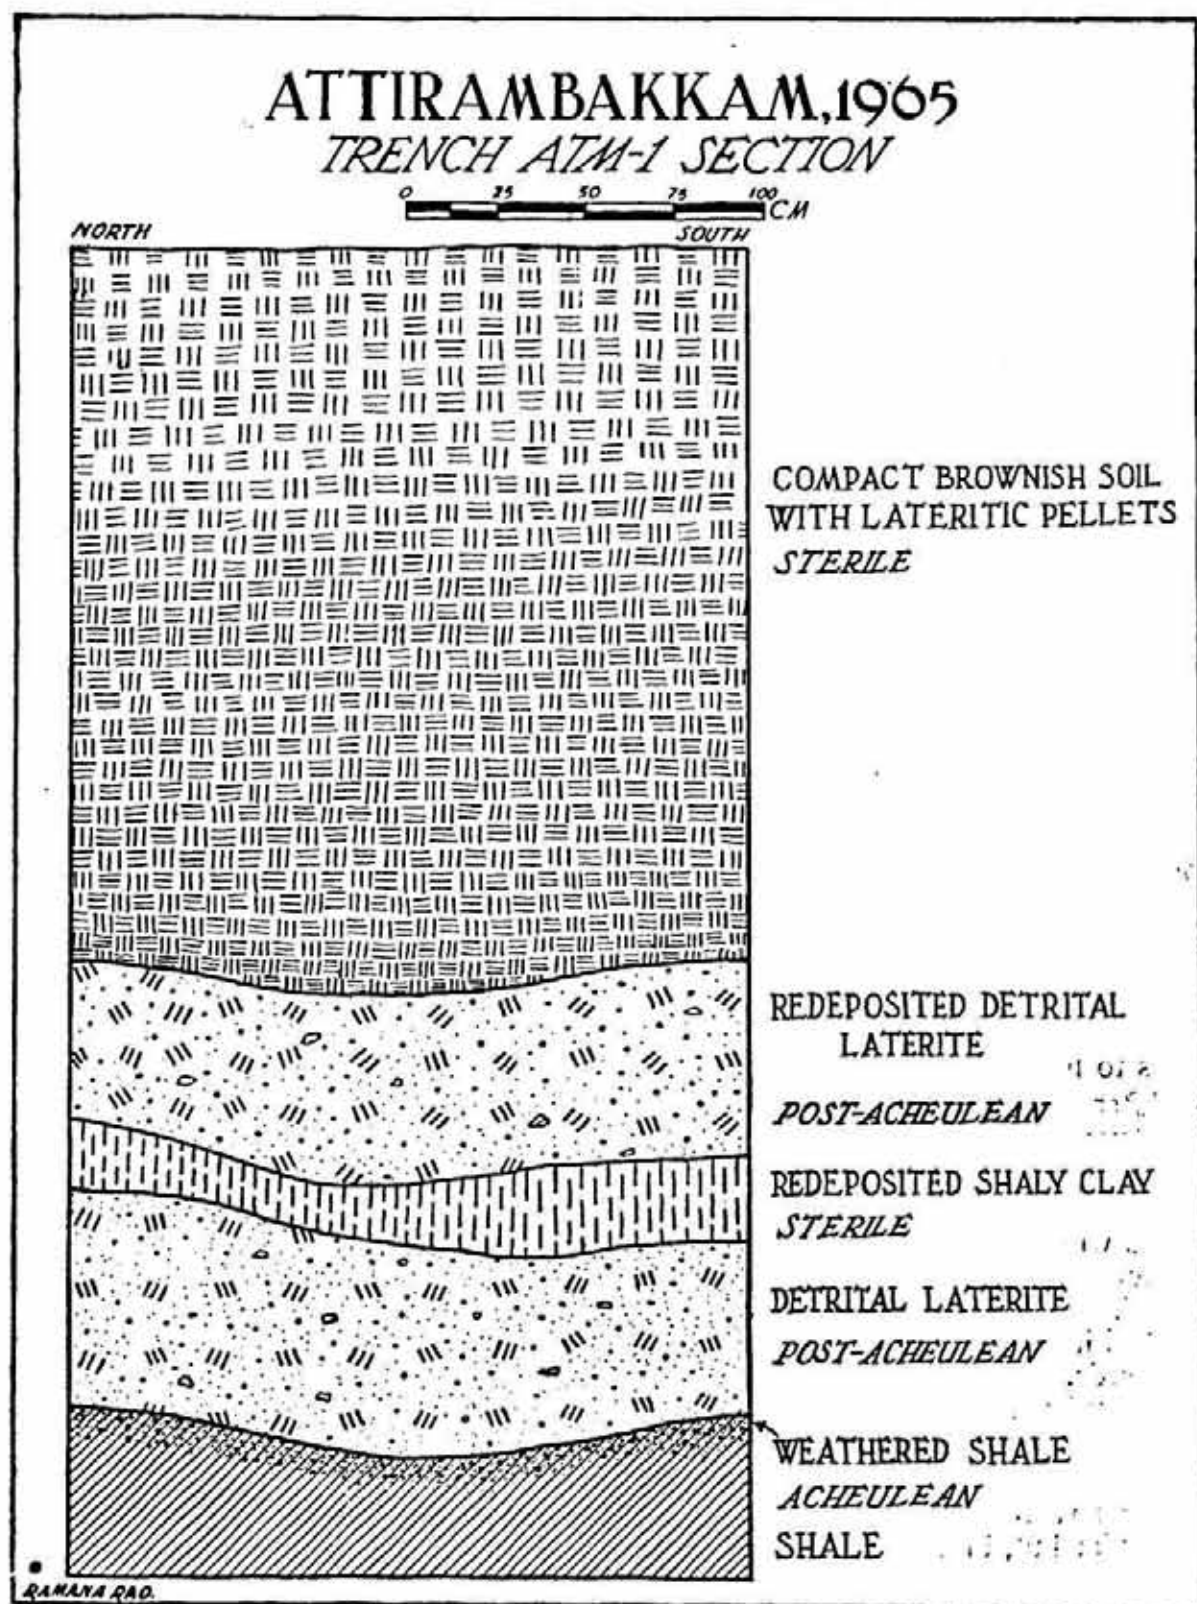 ATTIRAMBAKKAM, 1965
TRENCH ATM-1 SECTION
0 25 50 75 100
CM
NORTH
SOUTH
COMPACT BROWNISH SOIL
WITH LATERITIC PELLETS
STERILE
REDEPOSITED DETRITAL
LATERITE
POST-ACHEULEAN
REDEPOSITED SHALY CLAY
STERILE
DETRITAL LATERITE
POST-ACHEULEAN
WEATHERED SHALE
ACHEULEAN
SHALE
RAMANA RAO.